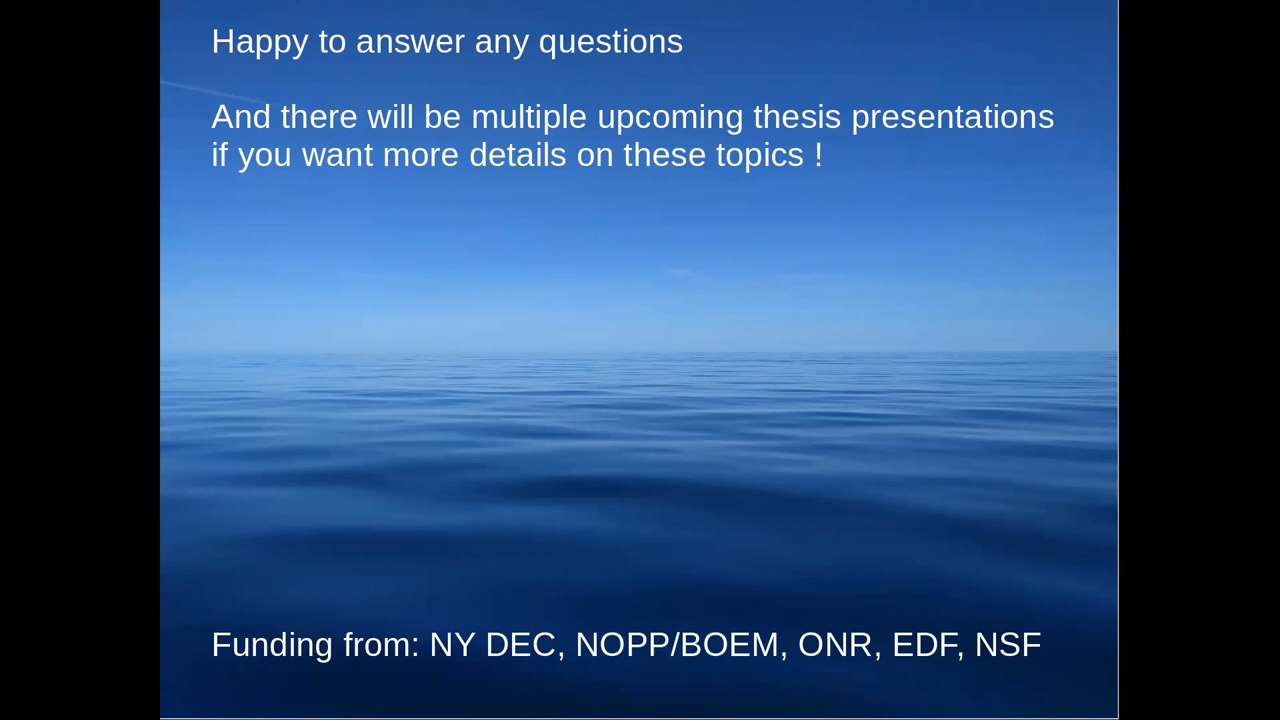 Happy to answer any questions
And there will be multiple upcoming thesis presentations
if you want more details on these topics !
Funding from: NY DEC, NOPP/BOEM, ONR, EDF, NSF